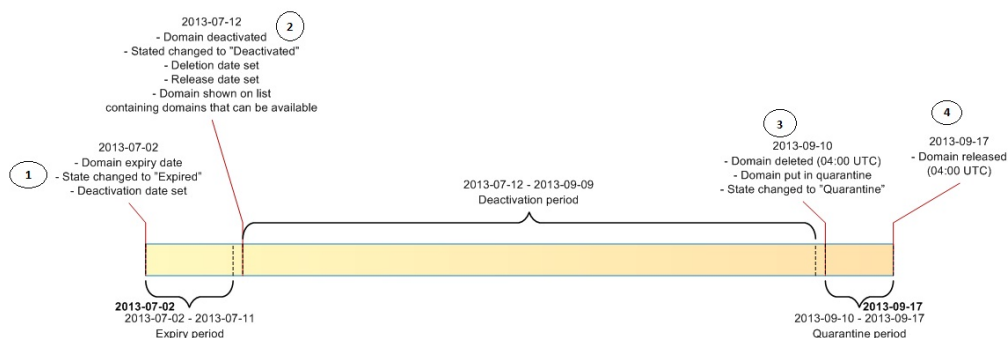 2013-07-12
2
- Domain deactivated
- Stated changed to "Deactivated"
- Deletion date set
- Release date set
- Domain shown on list
containing domains that can be available
1
2013-07-02
- Domain expiry date
- State changed to "Expired"
- Deactivation date set
3
2013-09-10
- Domain deleted (04:00 UTC)
- Domain put in quarantine
- State changed to "Quarantine"
4
2013-09-17
- Domain released
(04:00 UTC)
2013-07-12 - 2013-09-09
Deactivation period
2013-07-02
2013-07-02 - 2013-07-11
Expiry period
2013-09-17
2013-09-10 - 2013-09-17
Quarantine period